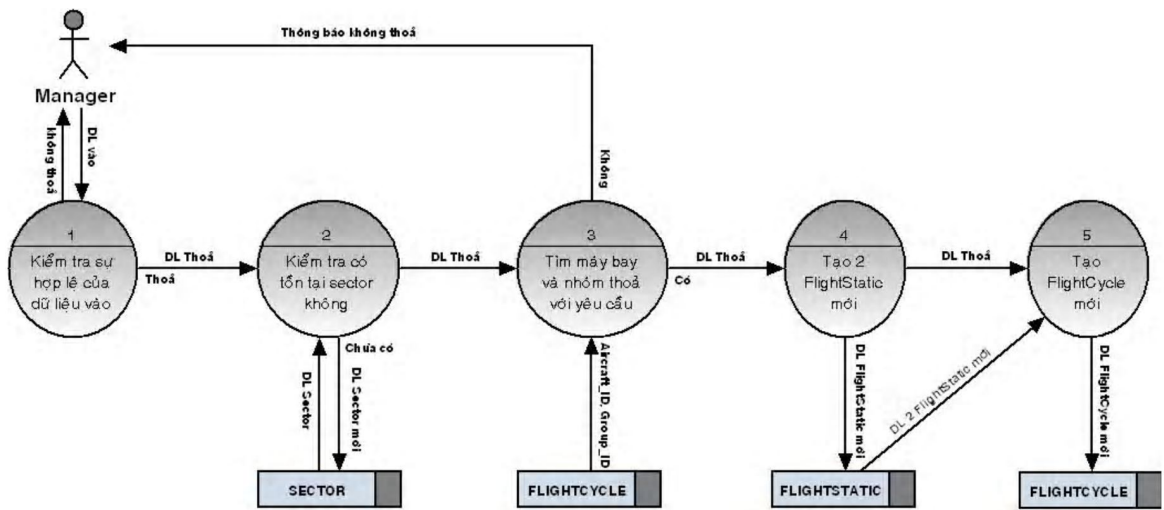 Thông báo không thoả
Manager
không thoả
DL vào
Không
1
Kiểm tra sự
hợp lệ của
dữ liệu vào
DL Thoả
Thoả
2
Kiểm tra có
tồn tại sector
không
DL Thoả
3
Tìm máy bay
và nhóm thoả
với yêu cầu
DL Thoả
Có
4
Tạo 2
FlightStatic
mới
DL Thoả
5
Tạo
FlightCycle
mới
Chưa có
DL Sector
DL Sector mới
Aircraft_ID, Group_ID
DL FlightStatic mới
DL 2 FlightStatic mới
DL FlightCycle mới
SECTOR
FLIGHTCYCLE
FLIGHTSTATIC
FLIGHTCYCLE